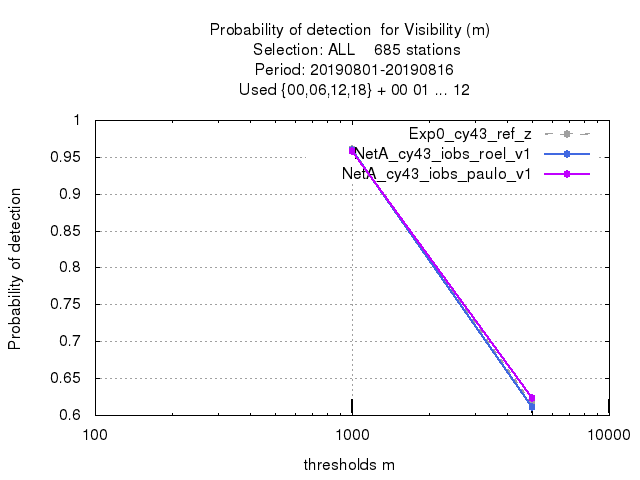 Probability of detection  for Visibility (m)
Selection: ALL    685 stations
Period: 20190801-20190816
Used {00,06,12,18} + 00 01 ... 12
Exp0_cy43_ref_z
NetA_cy43_iobs_roel_v1
NetA_cy43_iobs_paulo_v1
Probability of detection
1
0.95
0.9
0.85
0.8
0.75
0.7
0.65
0.6
100 1000 10000
thresholds m